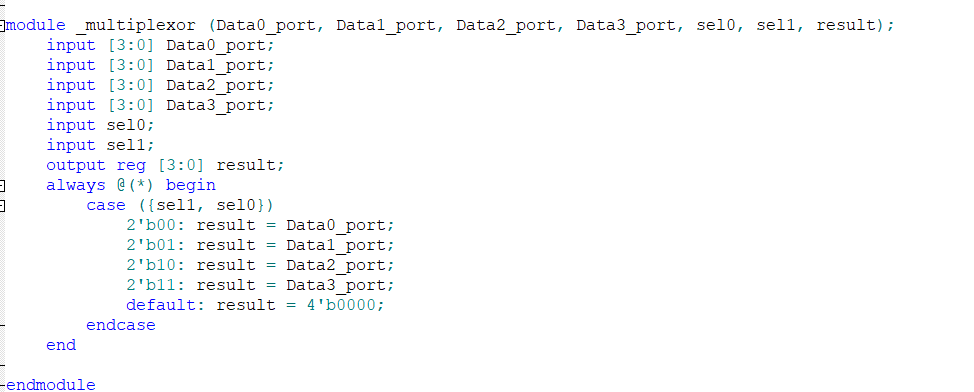 module _multiplexor (Data0_port, Data1_port, Data2_port, Data3_port, sel0, sel1, result);
    input [3:0] Data0_port;
    input [3:0] Data1_port;
    input [3:0] Data2_port;
    input [3:0] Data3_port;
    input sel0;
    input sel1;
    output reg [3:0] result;
    always @(*) begin
        case ({sel1, sel0})
            2'b00: result = Data0_port;
            2'b01: result = Data1_port;
            2'b10: result = Data2_port;
            2'b11: result = Data3_port;
            default: result = 4'b0000;
        endcase
    end
endmodule